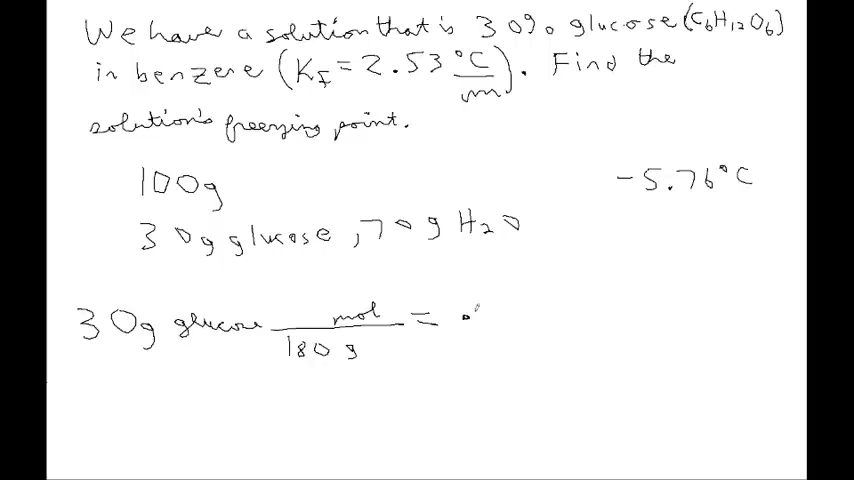 We have a solution that is 30% glucose (C6H12O6)
in benzene (Kf = 2.53 °C/m). Find the
solution's freezing point.
100g
-5.76°C
30g glucose, 70g H2O
30g glucose mol/180g = .